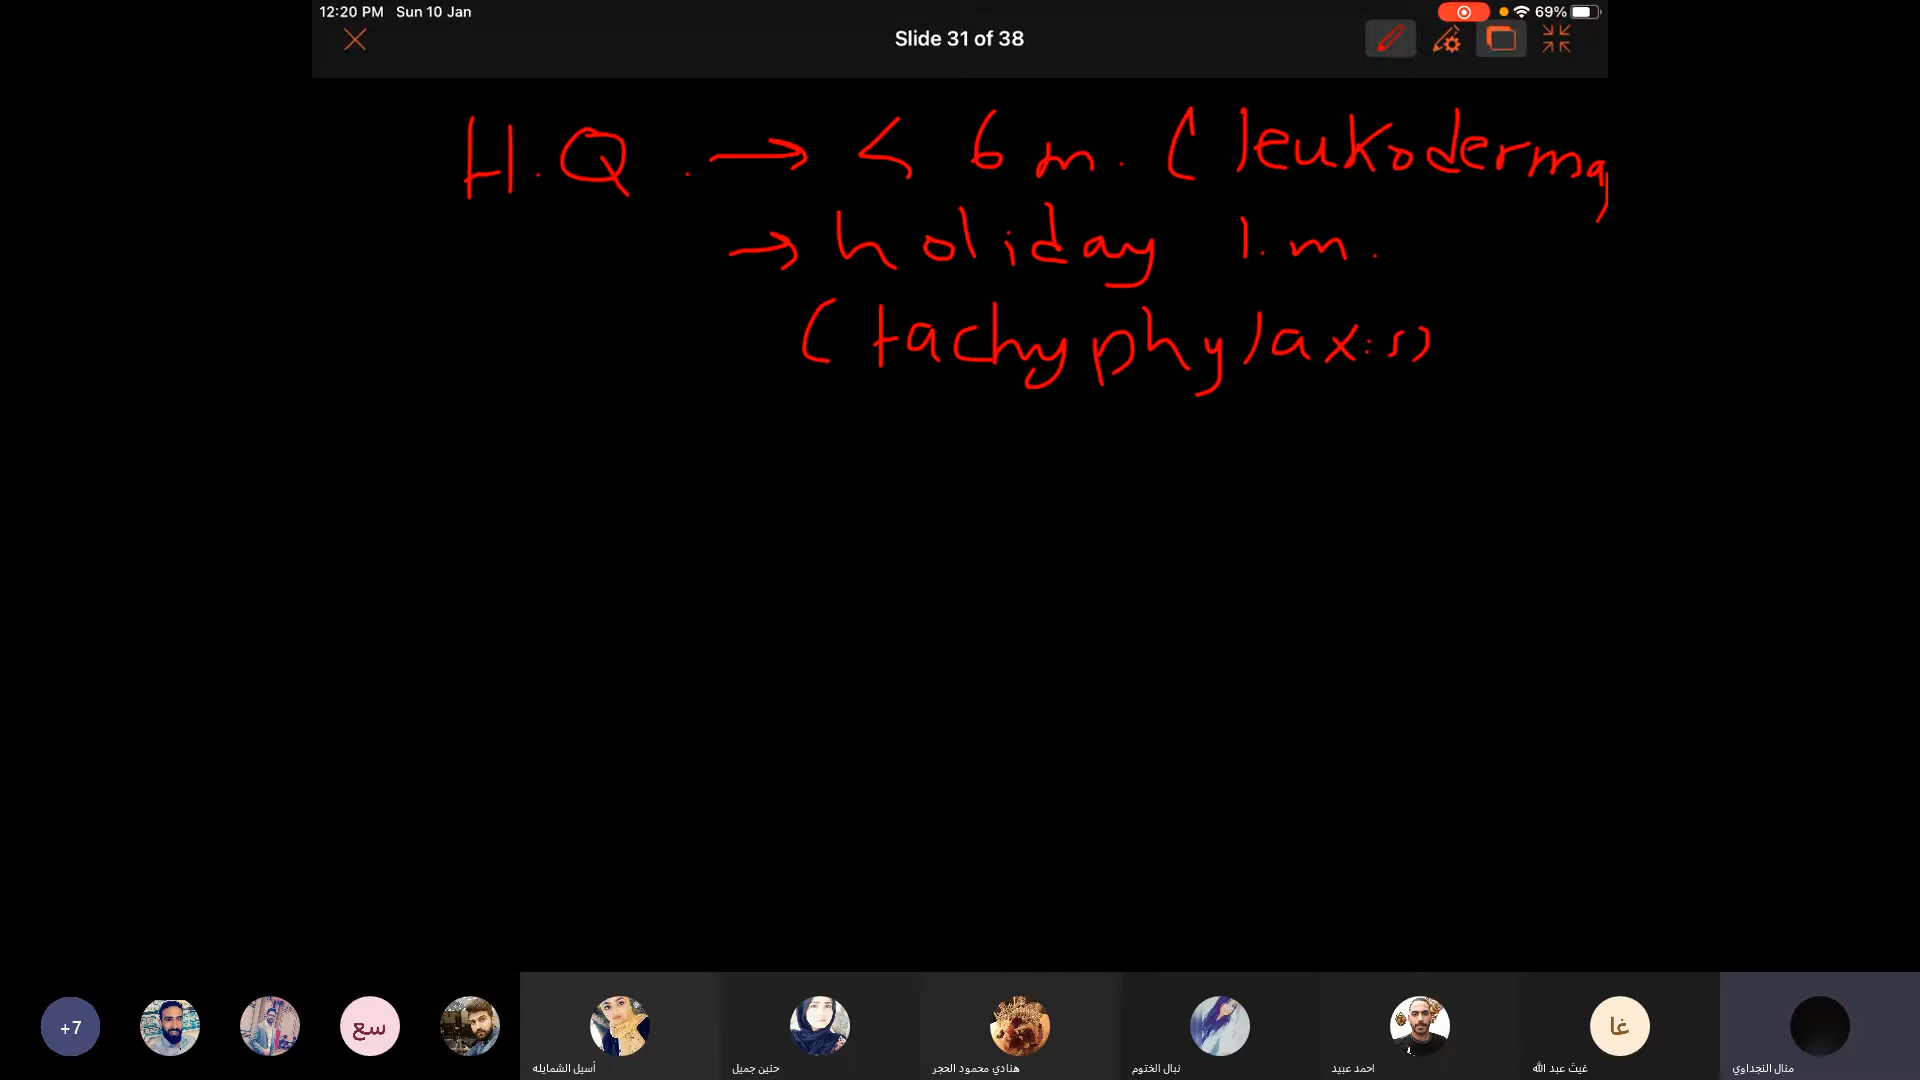 12:20 PM Sun 10 Jan
69%
Slide 31 of 38
H.Q. → < 6 m. (leukoderma)
→ holiday 1.m.
(tachyphylaxis)
+7
سع
غا
أسيل الشمايله
حنين جميل
هنادي محمود الحجر
نبال الختوم
احمد عبيد
غيث عبد الله
منال النجداوي